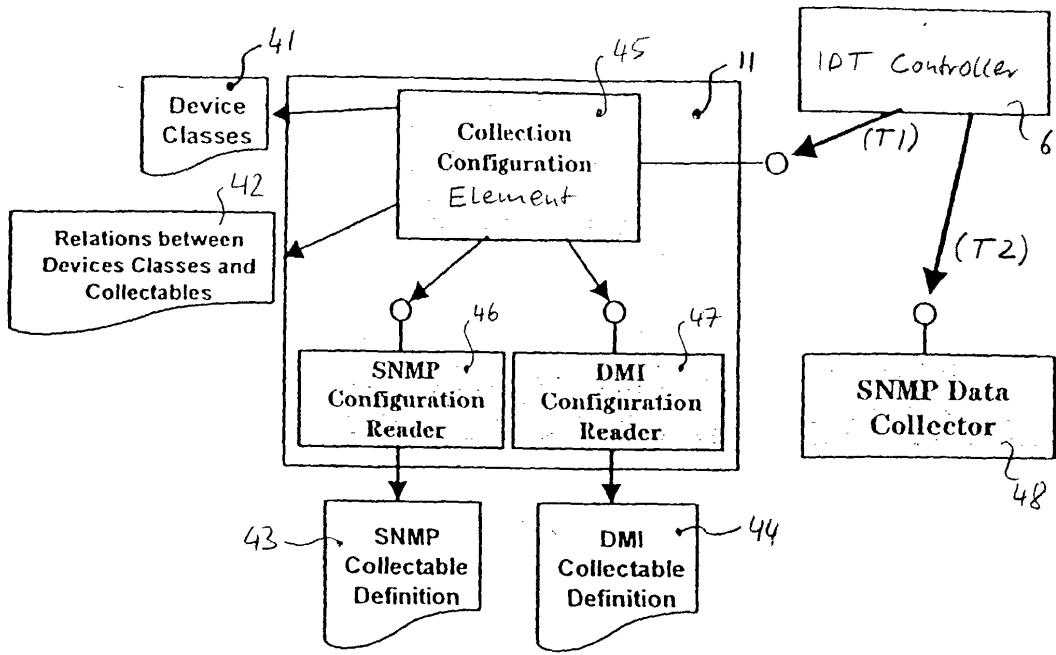 41
45
11
IDT Controller
Device
Classes
Collection
Configuration
Element
(T1)
6
42
Relations between
Devices Classes and
Collectables
(T2)
46
47
SNMP
Configuration
Reader
DMI
Configuration
Reader
SNMP Data
Collector
48
43
SNMP
Collectable
Definition
44
DMI
Collectable
Definition